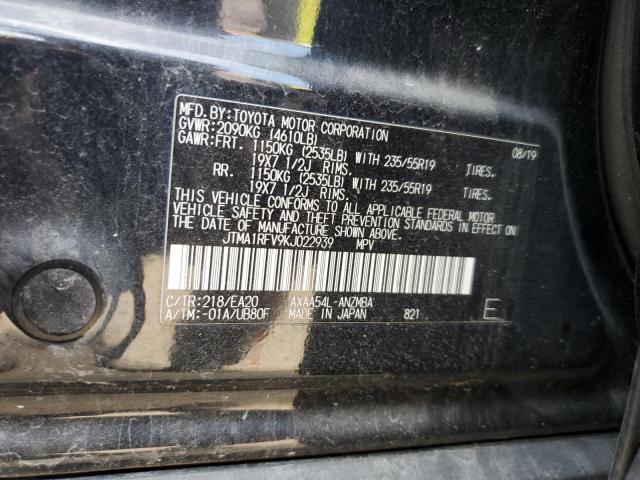 MFD.BY:TOYOTA MOTOR CORPORATION 08/19
GVWR:2090KG (4610LB)
GAWR:FRT. 1150KG (2535LB) WITH 235/55R19 TIRES.
19X7 1/2J RIMS.
RR. 1150KG (2535LB) WITH 235/55R19 TIRES.
19X7 1/2J RIMS.
THIS VEHICLE CONFORMS TO ALL APPLICABLE FEDERAL MOTOR
VEHICLE SAFETY AND THEFT PREVENTION STANDARDS IN EFFECT ON
THE DATE OF MANUFACTURE SHOWN ABOVE.
JTMA1RFV9KJ022939 MPV
C/TR:218/EA20 AXAA54L-ANZMBA
A/TM:-01A/UB80F MADE IN JAPAN 821 E